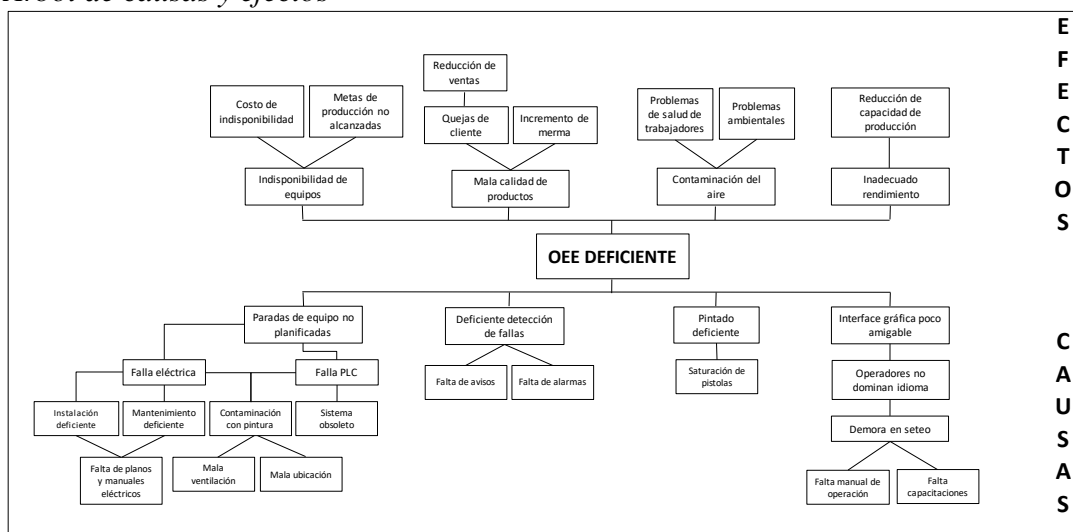 Árbol de causas y efectos
E
F
E
C
T
O
S
Reducción de
ventas
Costo de
indisponibilidad
Metas de
producción no
alcanzadas
Quejas de
cliente
Incremento de
merma
Problemas
de salud de
trabajadores
Problemas
ambientales
Reducción
de capacidad de
producción
Indisponibilidad de
equipos
Mala calidad de
productos
Contaminación del
aire
Inadecuado
rendimiento
OEE DEFICIENTE
Paradas de equipo no
planificadas
Deficiente detección
de fallas
Pintado
deficiente
Interface gráfica poco
amigable
Falla eléctrica
Falla PLC
Falta de avisos
Falta de alarmas
Saturación de
pistolas
Operadores no
dominan idioma
Instalación
deficiente
Mantenimiento
deficiente
Contaminación
con pintura
Sistema
obsoleto
Demora en seteo
Falta de planos
y manuales
eléctricos
Mala
ventilación
Mala ubicación
Falta manual de
operación
Falta
capacitaciones
C
A
U
S
A
S